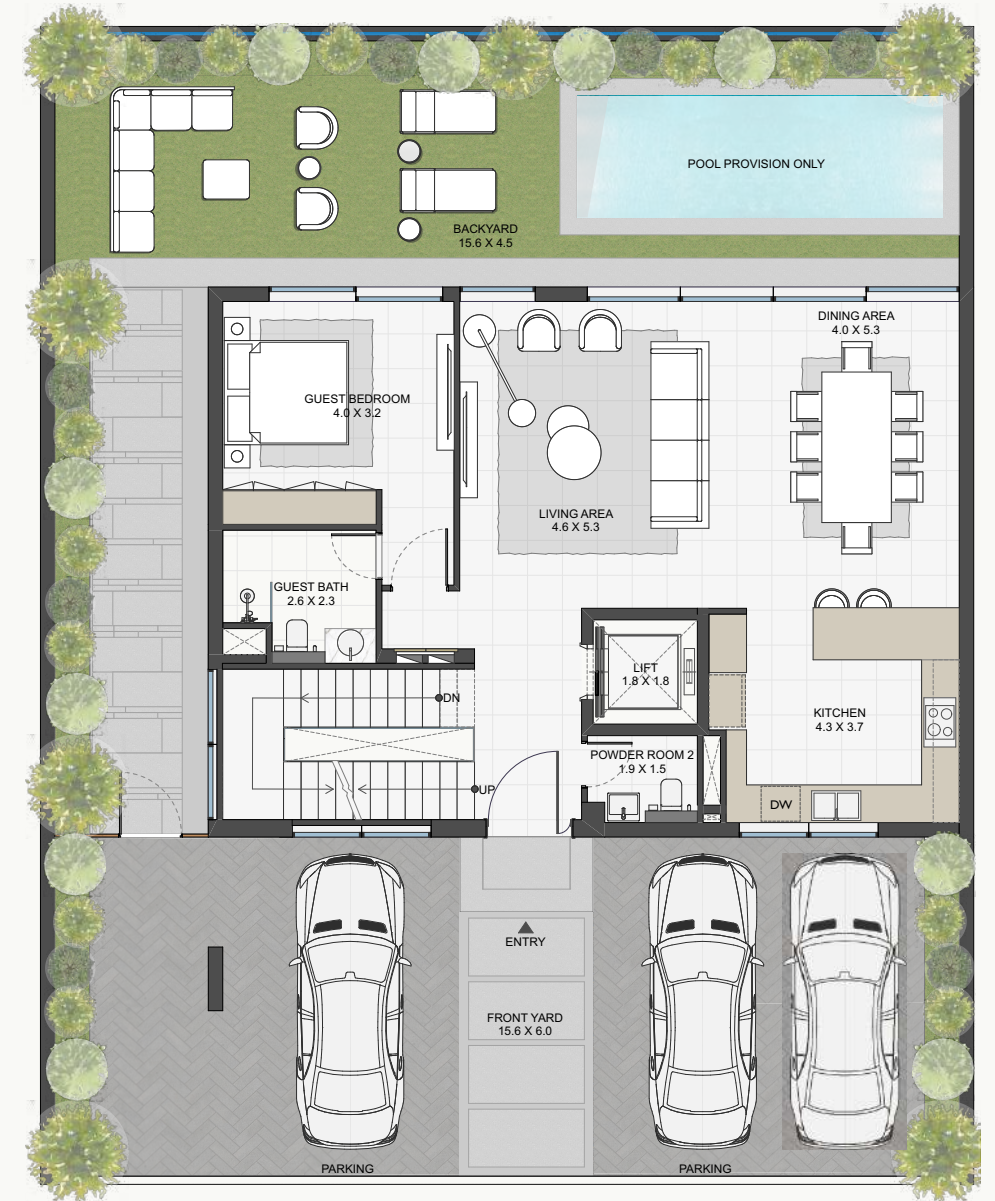 POOL PROVISION ONLY
BACKYARD
15.6 X 4.5
DINING AREA
4.0 X 5.3
GUEST BEDROOM
4.0 X 3.2
LIVING AREA
4.6 X 5.3
GUEST BATH
2.6 X 2.3
LIFT
1.8 X 1.8
DN
KITCHEN
4.3 X 3.7
POWDER ROOM 2
1.9 X 1.5
UP
DW
ENTRY
FRONT YARD
15.6 X 6.0
PARKING
PARKING